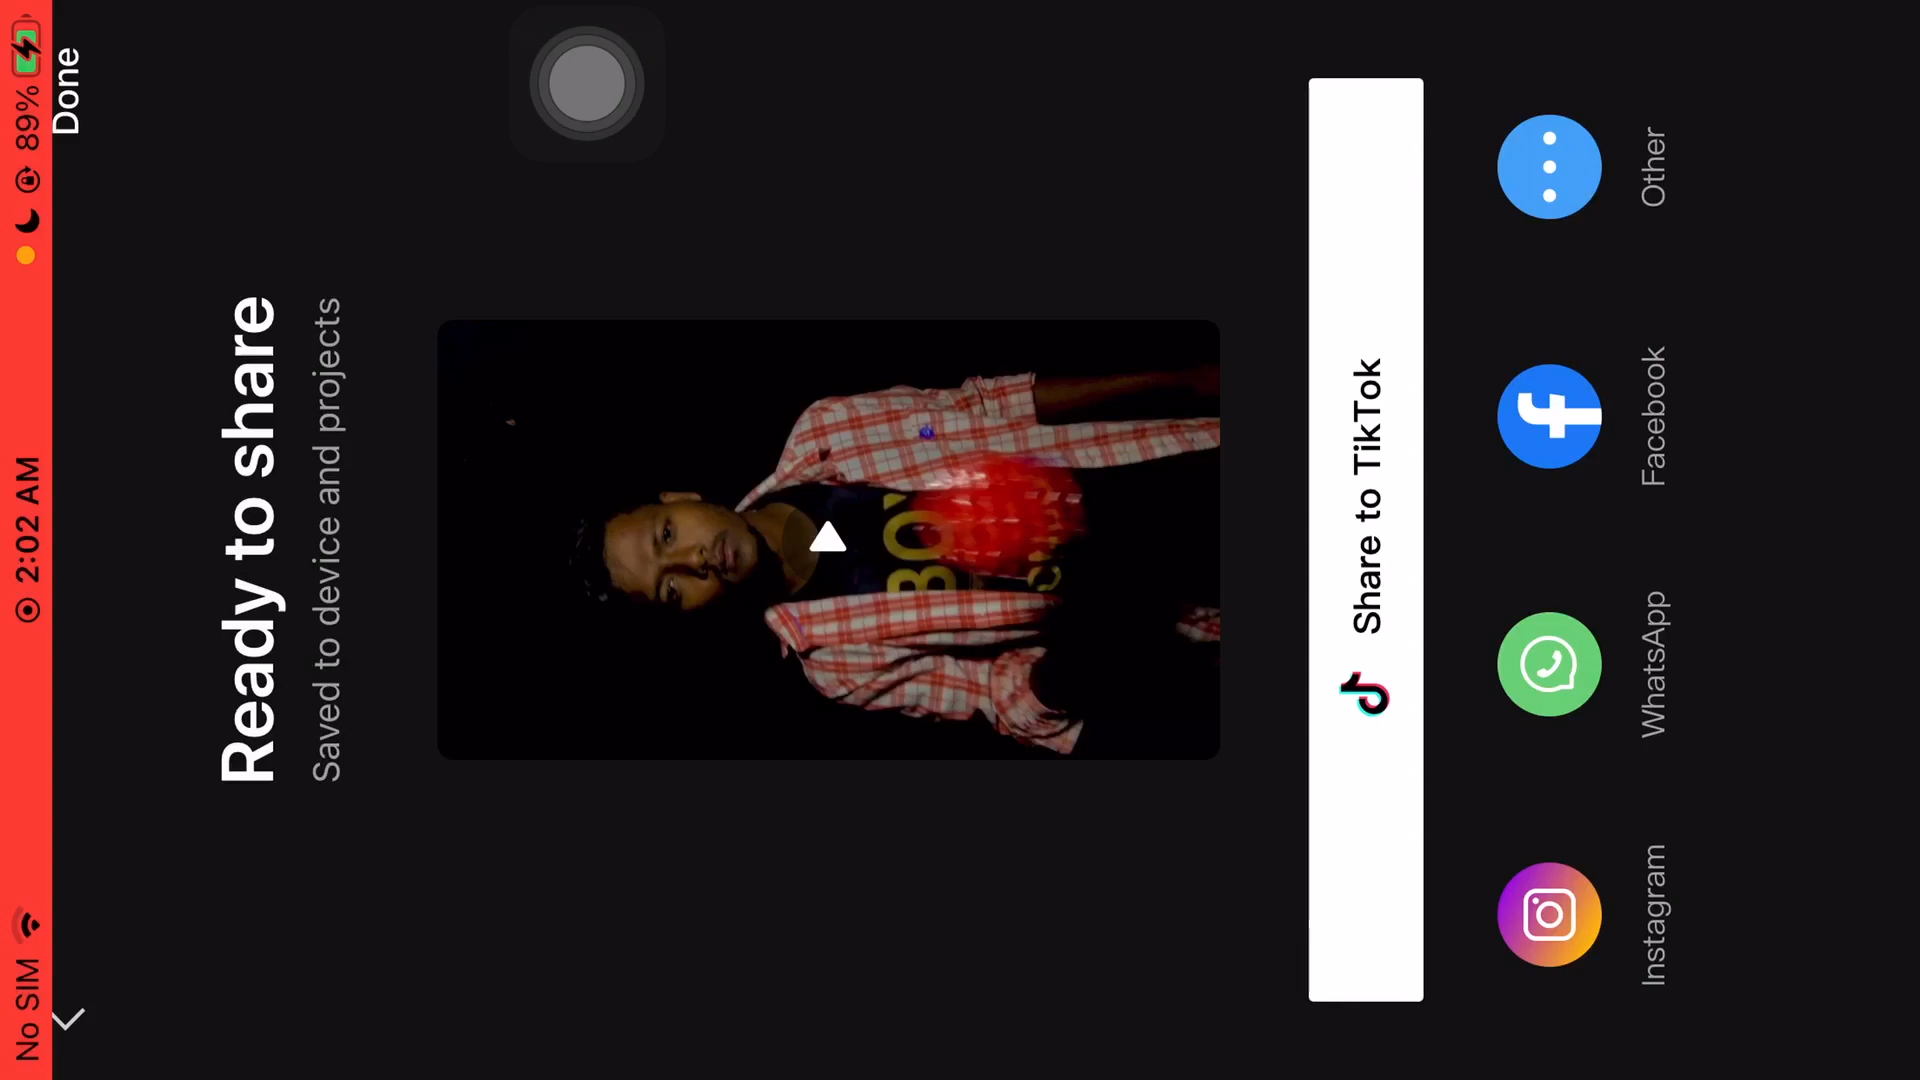 No SIM 2:02 AM 89%
Done
Ready to share
Saved to device and projects
BOY
Share to TikTok
Instagram WhatsApp Facebook Other